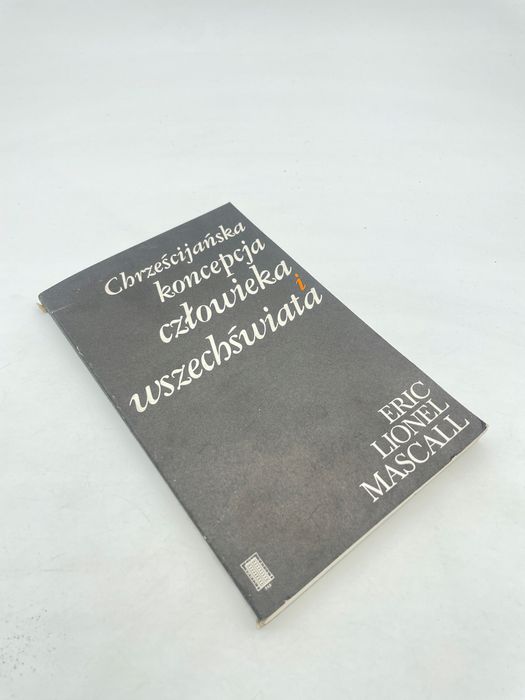 Chrześcijańska
koncepcja
człowieka i
wszechświata
ERIC
LIONEL
MASCALL